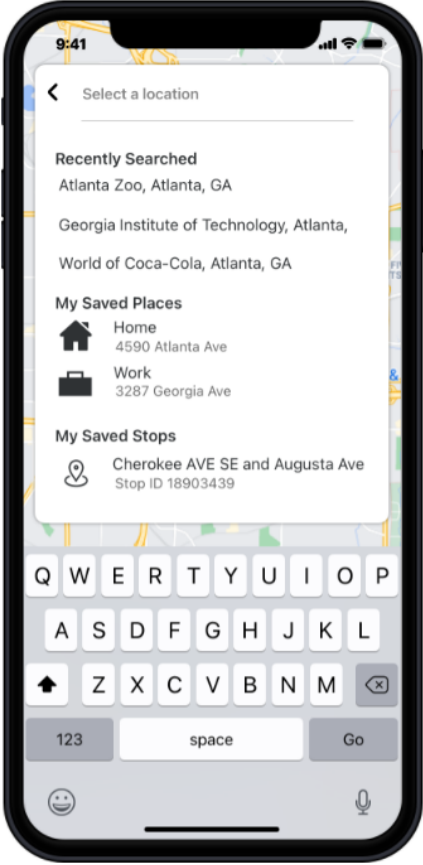 9:41
Select a location
Recently Searched
Atlanta Zoo, Atlanta, GA
Georgia Institute of Technology, Atlanta,
World of Coca-Cola, Atlanta, GA
My Saved Places
Home
4590 Atlanta Ave
Work
3287 Georgia Ave
My Saved Stops
Cherokee AVE SE and Augusta Ave
Stop ID 18903439
Q W E R T Y U I O P
A S D F G H J K L
Z X C V B N M
123 space Go